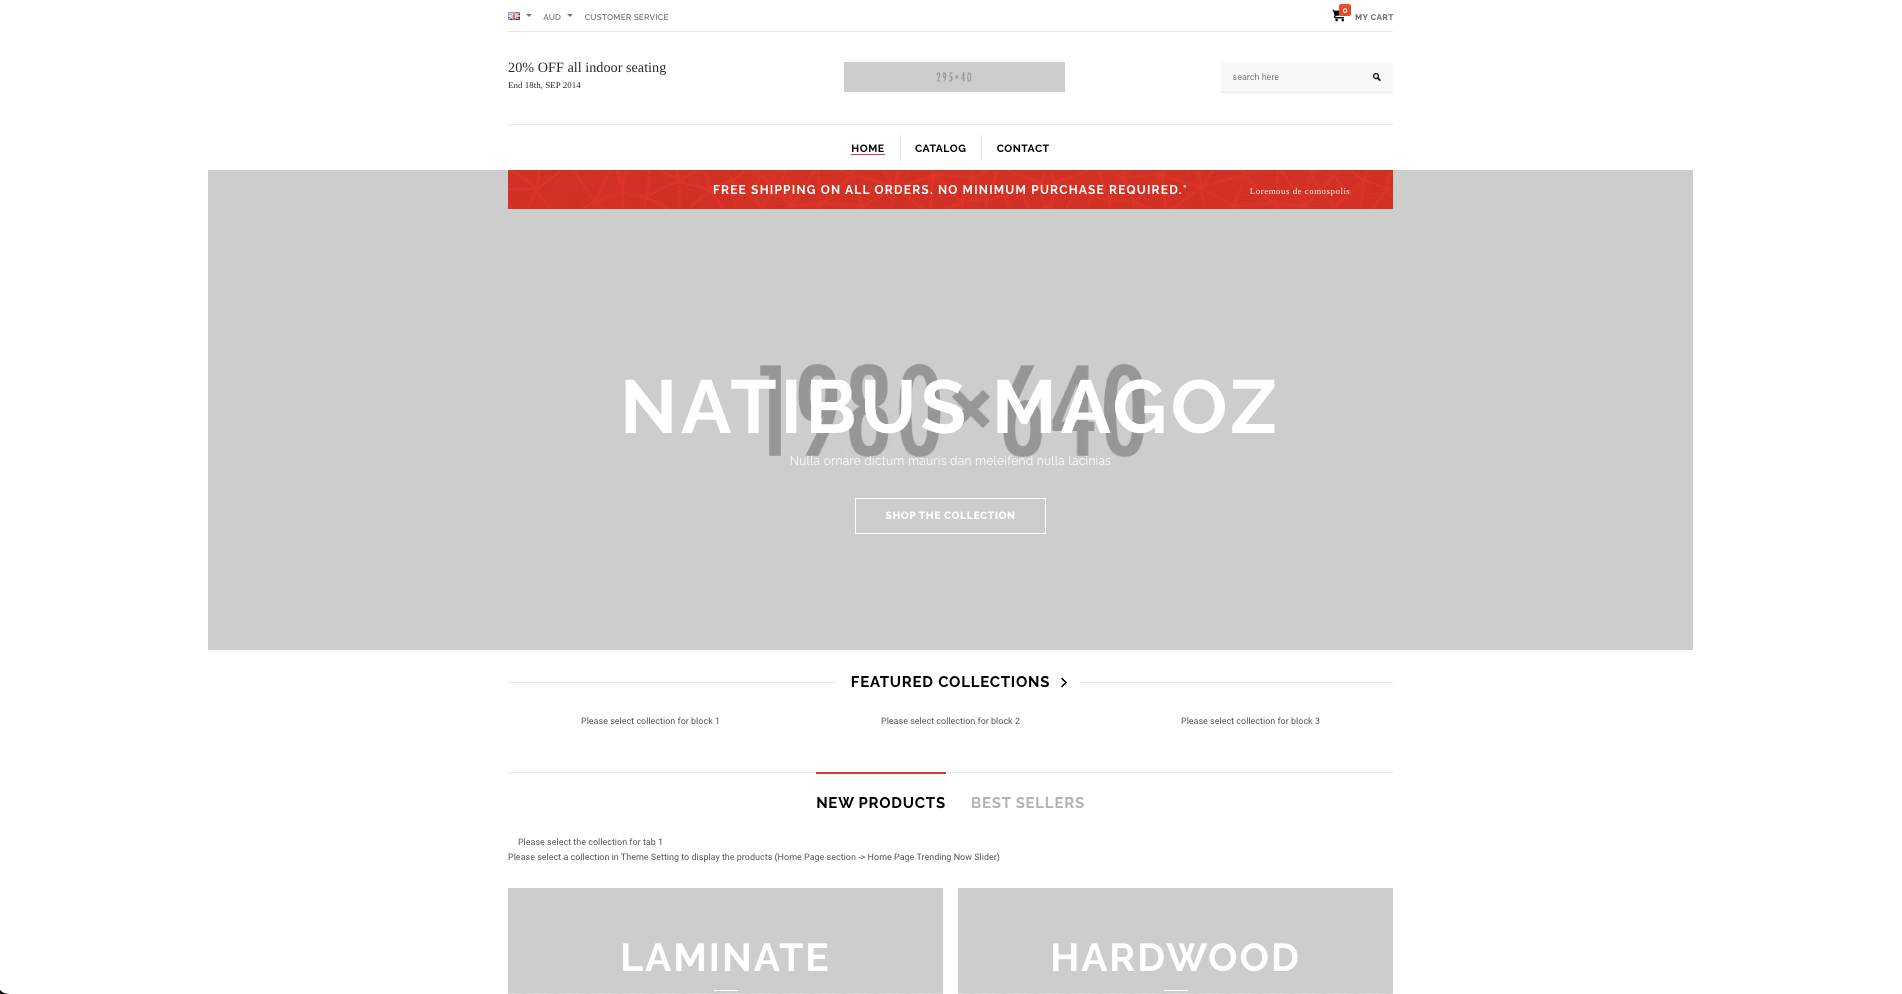 AUD CUSTOMER SERVICE 0 MY CART
20% OFF all indoor seating
End 18th, SEP 2014
295×40
search here
HOME CATALOG CONTACT
FREE SHIPPING ON ALL ORDERS. NO MINIMUM PURCHASE REQUIRED.* Loremous de comospolis
1980×640
NATIBUS MAGOZ
Nulla ornare dictum mauris dan meleifend nulla lacinias
SHOP THE COLLECTION
FEATURED COLLECTIONS
Please select collection for block 1 Please select collection for block 2 Please select collection for block 3
NEW PRODUCTS BEST SELLERS
Please select the collection for tab 1
Please select a collection in Theme Setting to display the products (Home Page section -> Home Page Trending Now Slider)
LAMINATE HARDWOOD